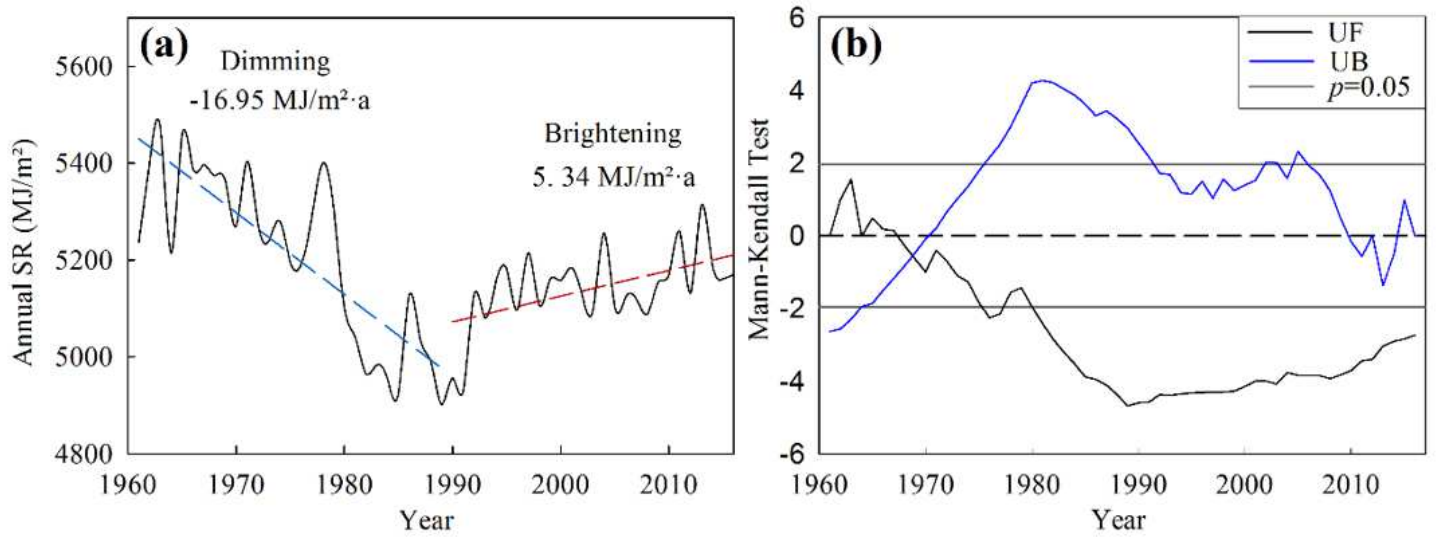 (a)
Dimming
-16.95 MJ/m²·a
Brightening
5. 34 MJ/m²·a
Annual SR (MJ/m²)
5600
5400
5200
5000
4800
1960 1970 1980 1990 2000 2010
Year
(b)
UF
UB
p=0.05
Mann-Kendall Test
6
4
2
0
-2
-4
-6
1960 1970 1980 1990 2000 2010
Year